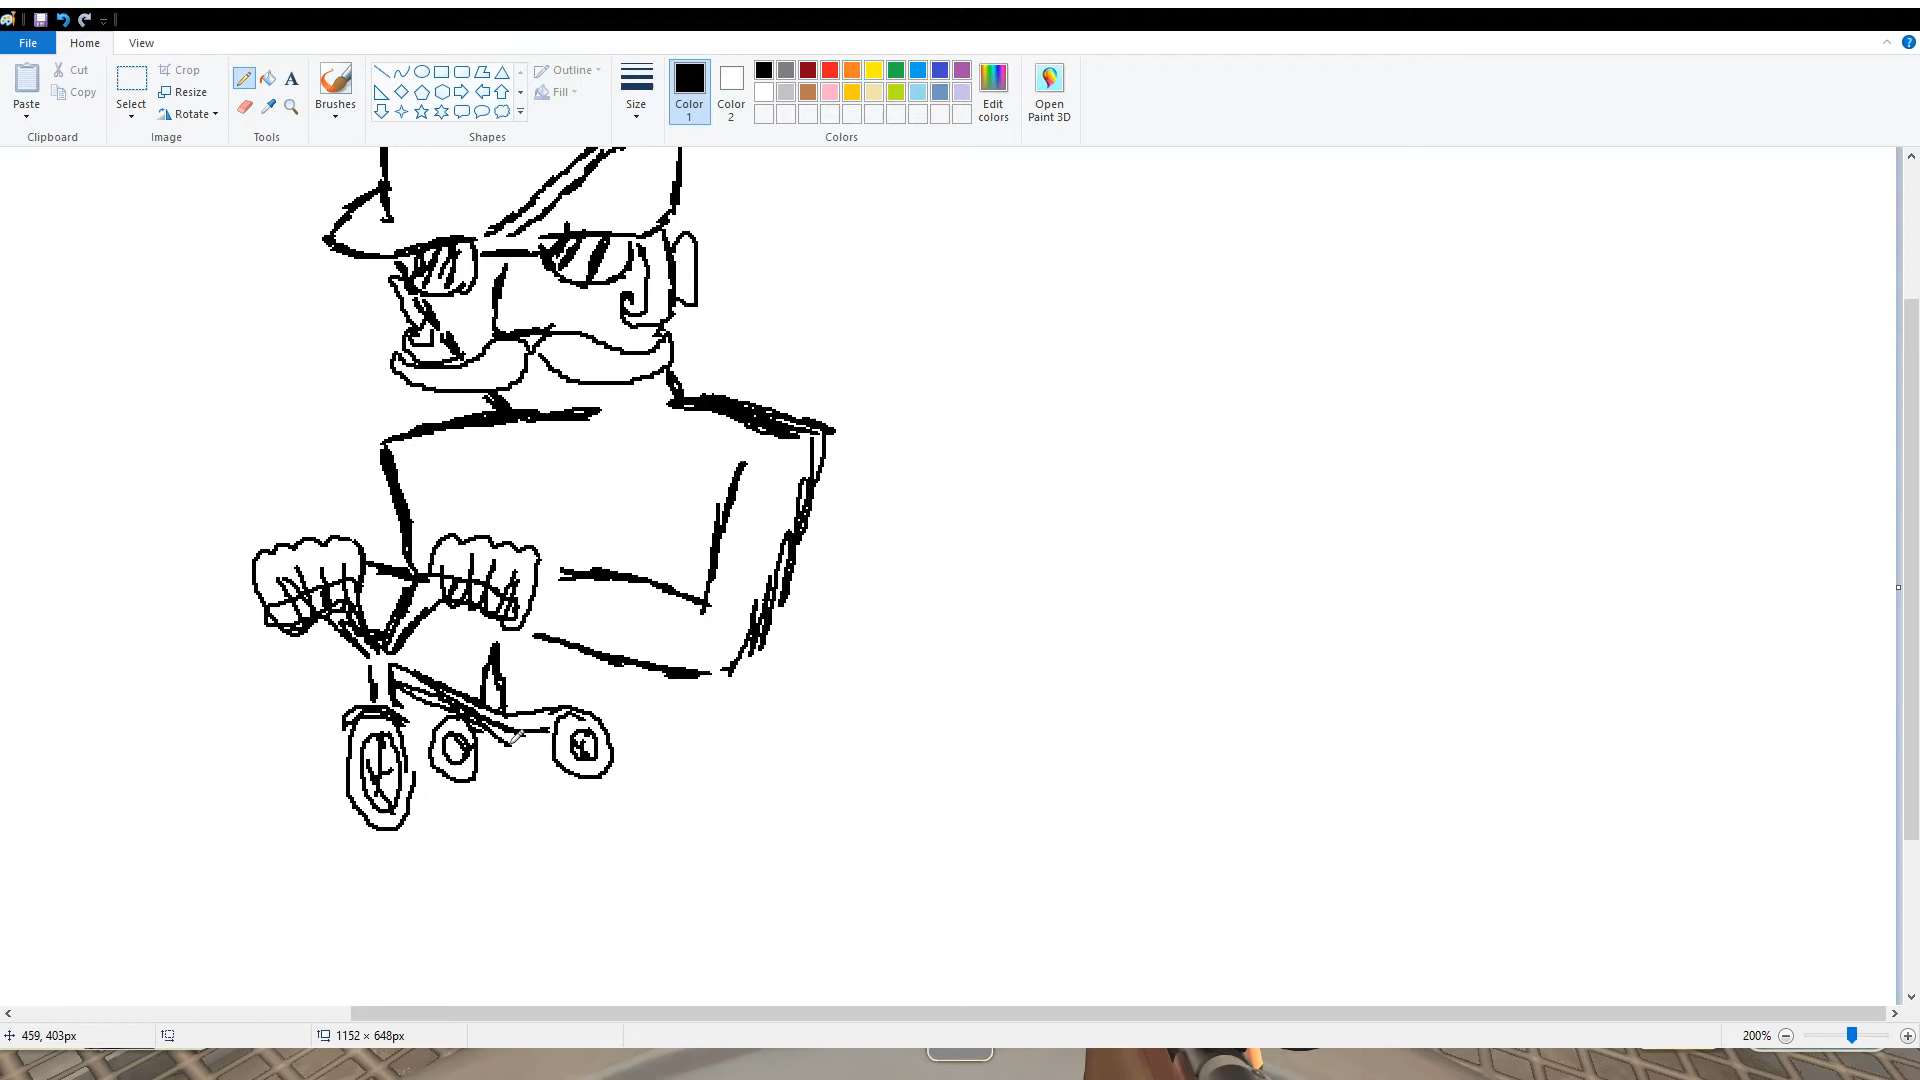 File
Home
View
Paste
Cut
Copy
Clipboard
Select
Crop
Resize
Rotate
Image
A
Tools
Brushes
Outline
Fill
Shapes
Size
Color
1
Color
2
Edit
colors
Colors
Open
Paint 3D
459, 403px
1152 × 648px
200%